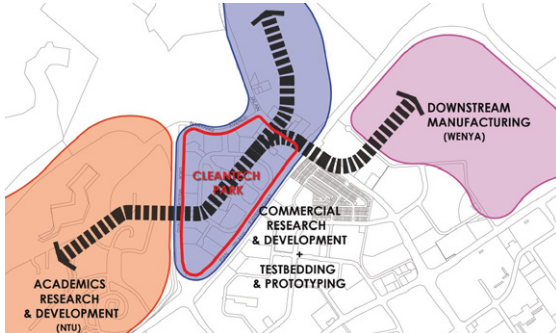 DOWNSTREAM
MANUFACTURING
(WENYA)
CLEANTECH
PARK
COMMERCIAL
RESEARCH
& DEVELOPMENT
+
TESTBEDDING
& PROTOTYPING
ACADEMICS
RESEARCH
& DEVELOPMENT
(NTU)